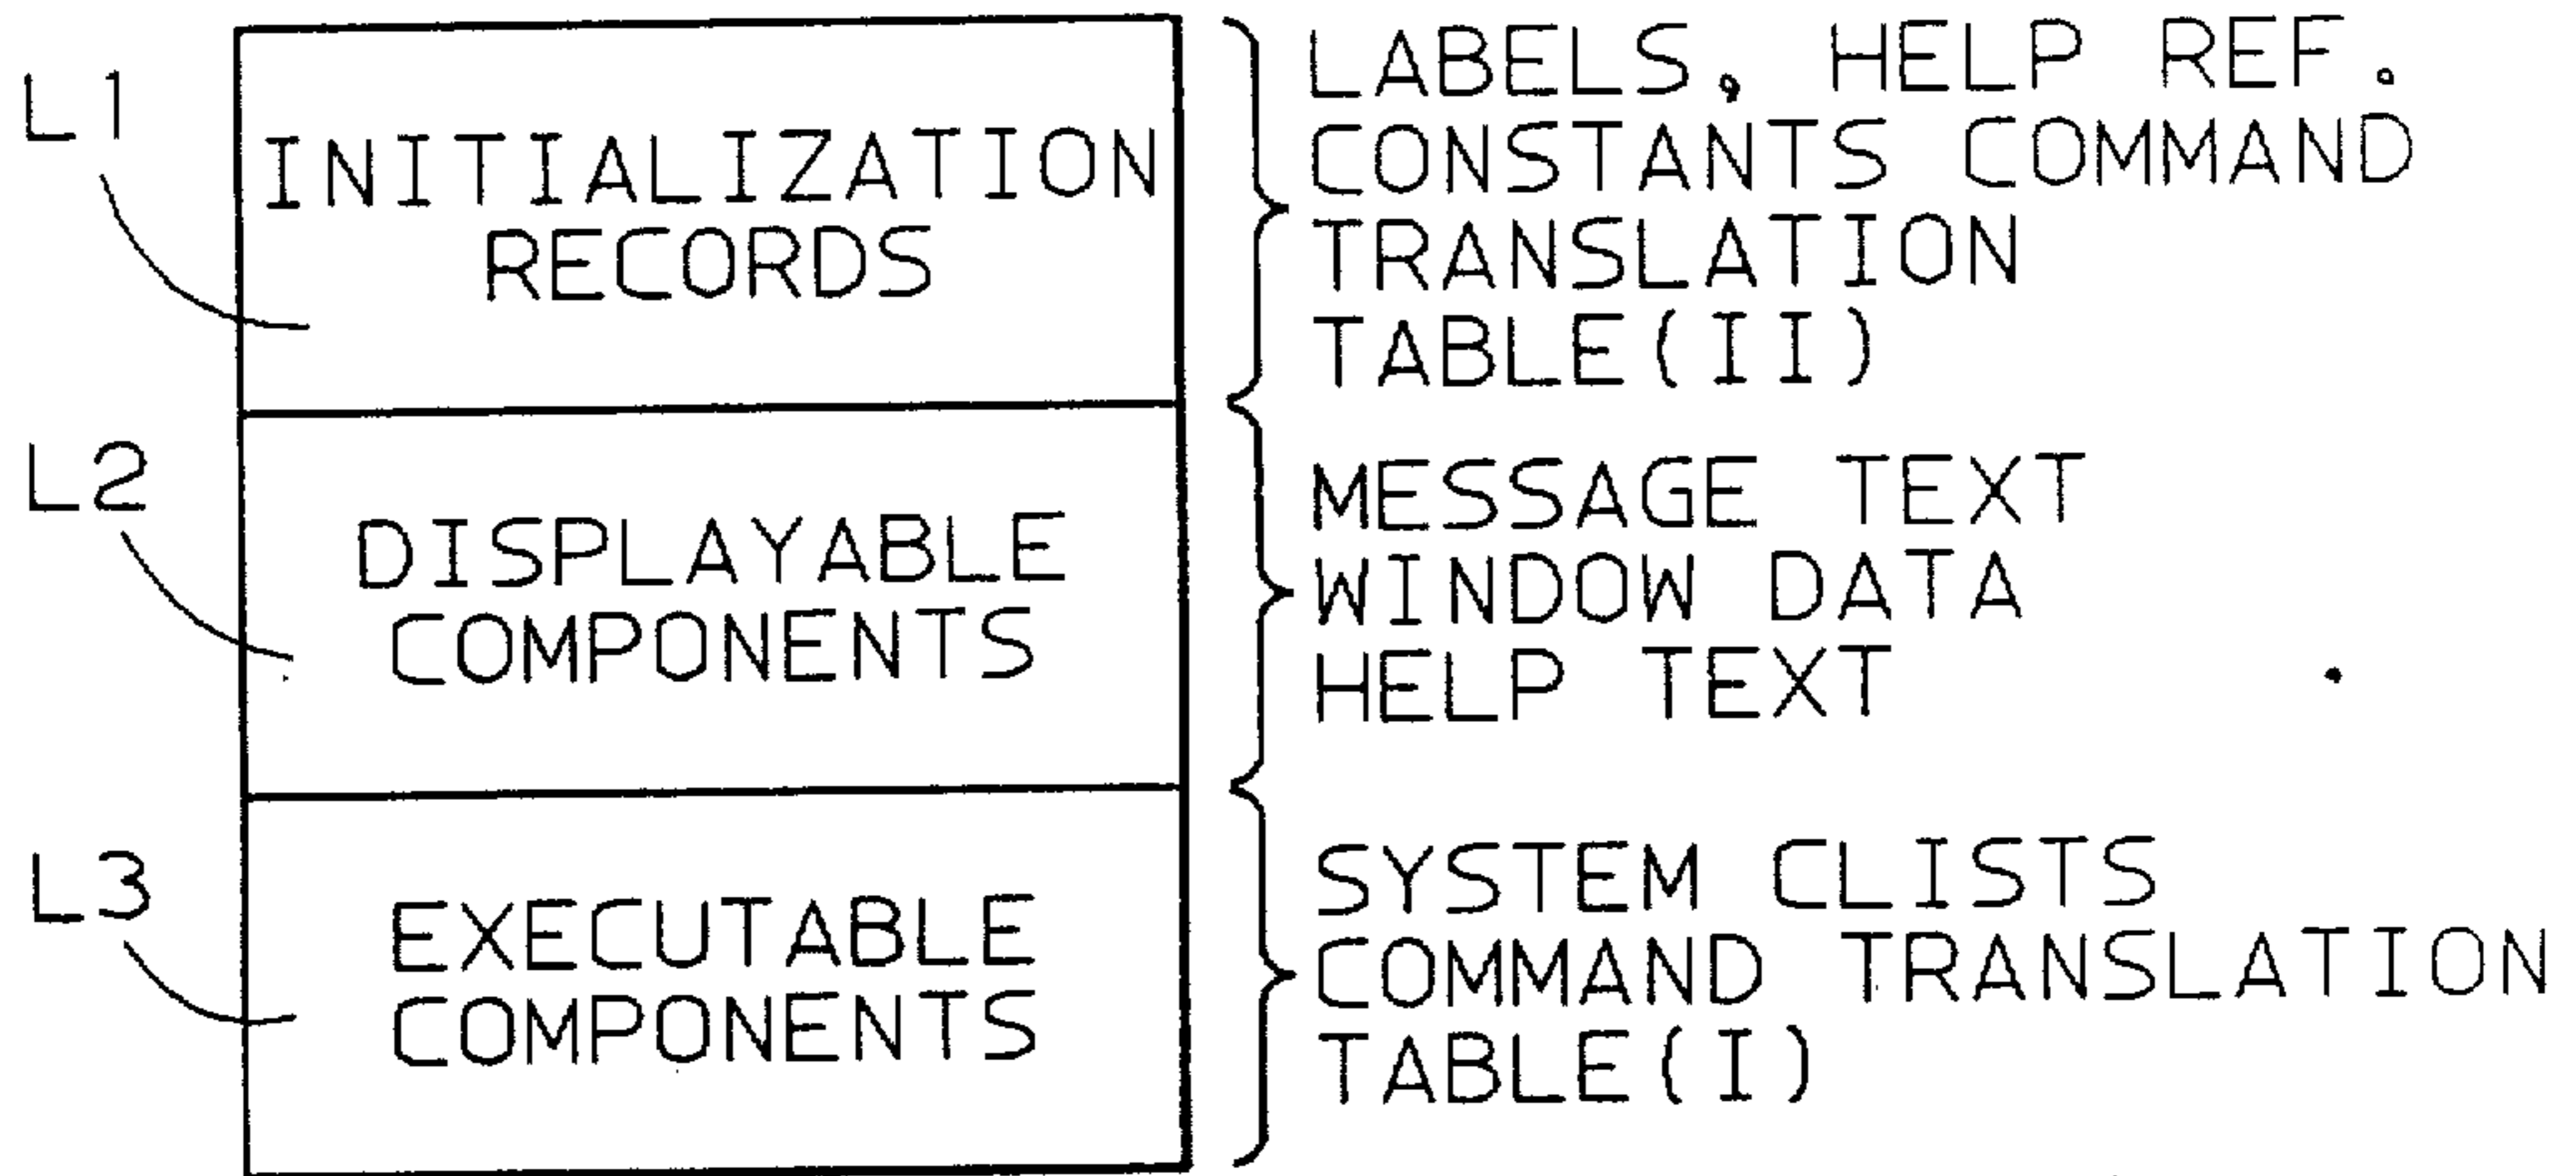 L1
INITIALIZATION
RECORDS
LABELS, HELP REF.
CONSTANTS COMMAND
TRANSLATION
TABLE(II)
L2
DISPLAYABLE
COMPONENTS
MESSAGE TEXT
WINDOW DATA
HELP TEXT
L3
EXECUTABLE
COMPONENTS
SYSTEM CLISTS
COMMAND TRANSLATION
TABLE(I)